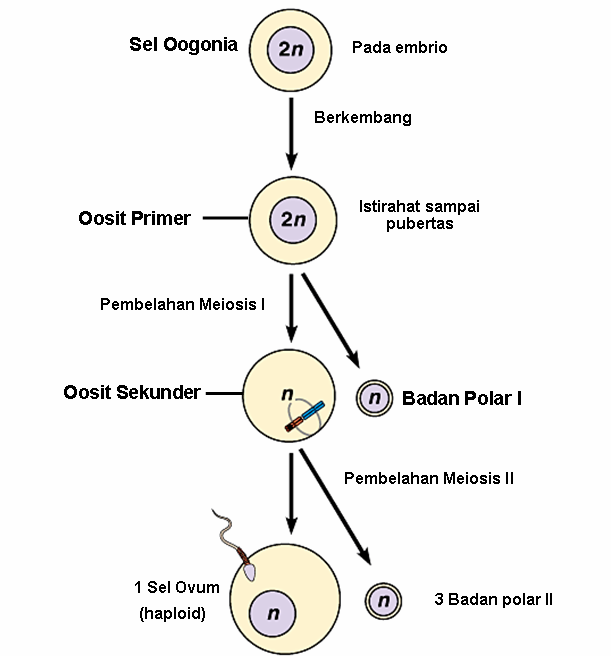 Sel Oogonia
2n
Pada embrio
Berkembang
Oosit Primer
2n
Istirahat sampai
pubertas
Pembelahan Meiosis I
Oosit Sekunder
n
n
Badan Polar I
Pembelahan Meiosis II
1 Sel Ovum
(haploid)
n
n
3 Badan polar II